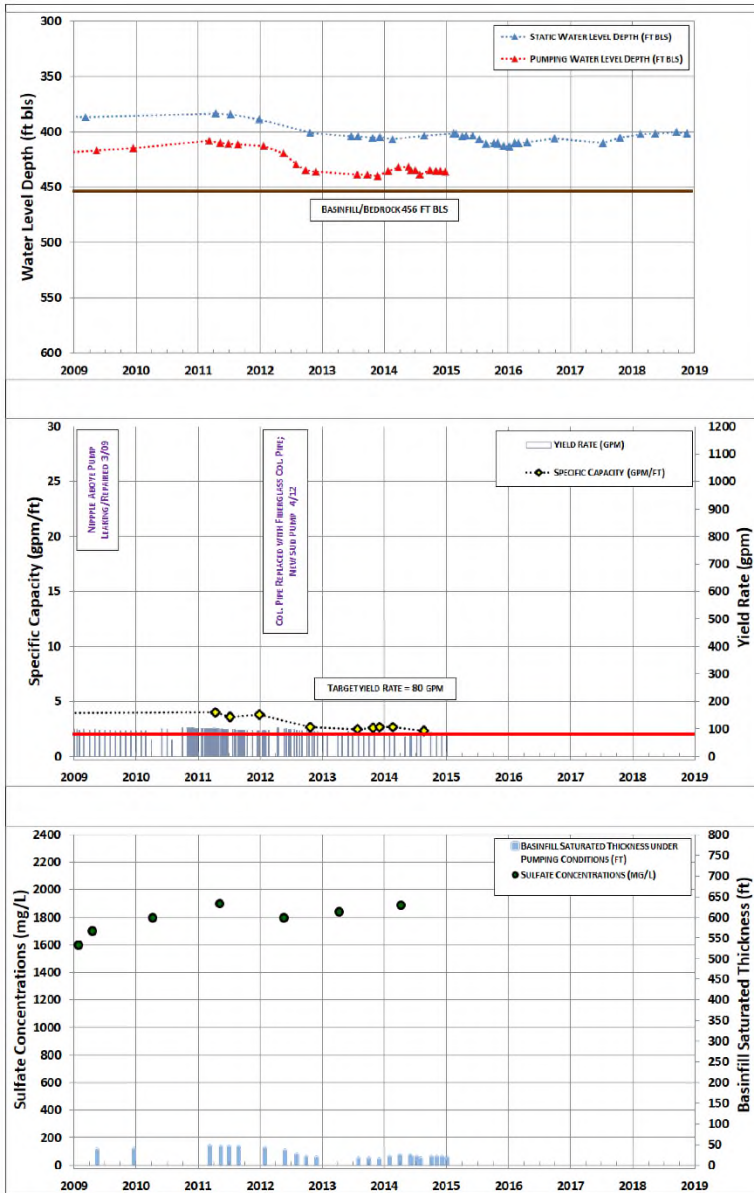 300
350
400
450
500
550
600
Water Level Depth (ft bls)
STATIC WATER LEVEL DEPTH (FT BLS)
PUMPING WATER LEVEL DEPTH (FT BLS)
BASINFILL/BEDROCK 456 FT BLS
2009 2010 2011 2012 2013 2014 2015 2016 2017 2018 2019
30
25
20
15
10
5
0
Specific Capacity (gpm/ft)
NIPPLE ABOVE PUMP
LEAKING/REPAIRED 3/09
COL. PIPE REPLACED WITH FIBERGLASS COL. PIPE;
NEW SUB PUMP 4/12
YIELD RATE (GPM)
SPECIFIC CAPACITY (GPM/FT)
TARGET YIELD RATE = 80 GPM
1200
1100
1000
900
800
700
600
500
400
300
200
100
0
Yield Rate (gpm)
2009 2010 2011 2012 2013 2014 2015 2016 2017 2018 2019
2400
2200
2000
1800
1600
1400
1200
1000
800
600
400
200
0
Sulfate Concentrations (mg/L)
BASINFILL SATURATED THICKNESS UNDER
PUMPING CONDITIONS (FT)
SULFATE CONCENTRATIONS (MG/L)
800
750
700
650
600
550
500
450
400
350
300
250
200
150
100
50
0
Basinfill Saturated Thickness (ft)
2009 2010 2011 2012 2013 2014 2015 2016 2017 2018 2019